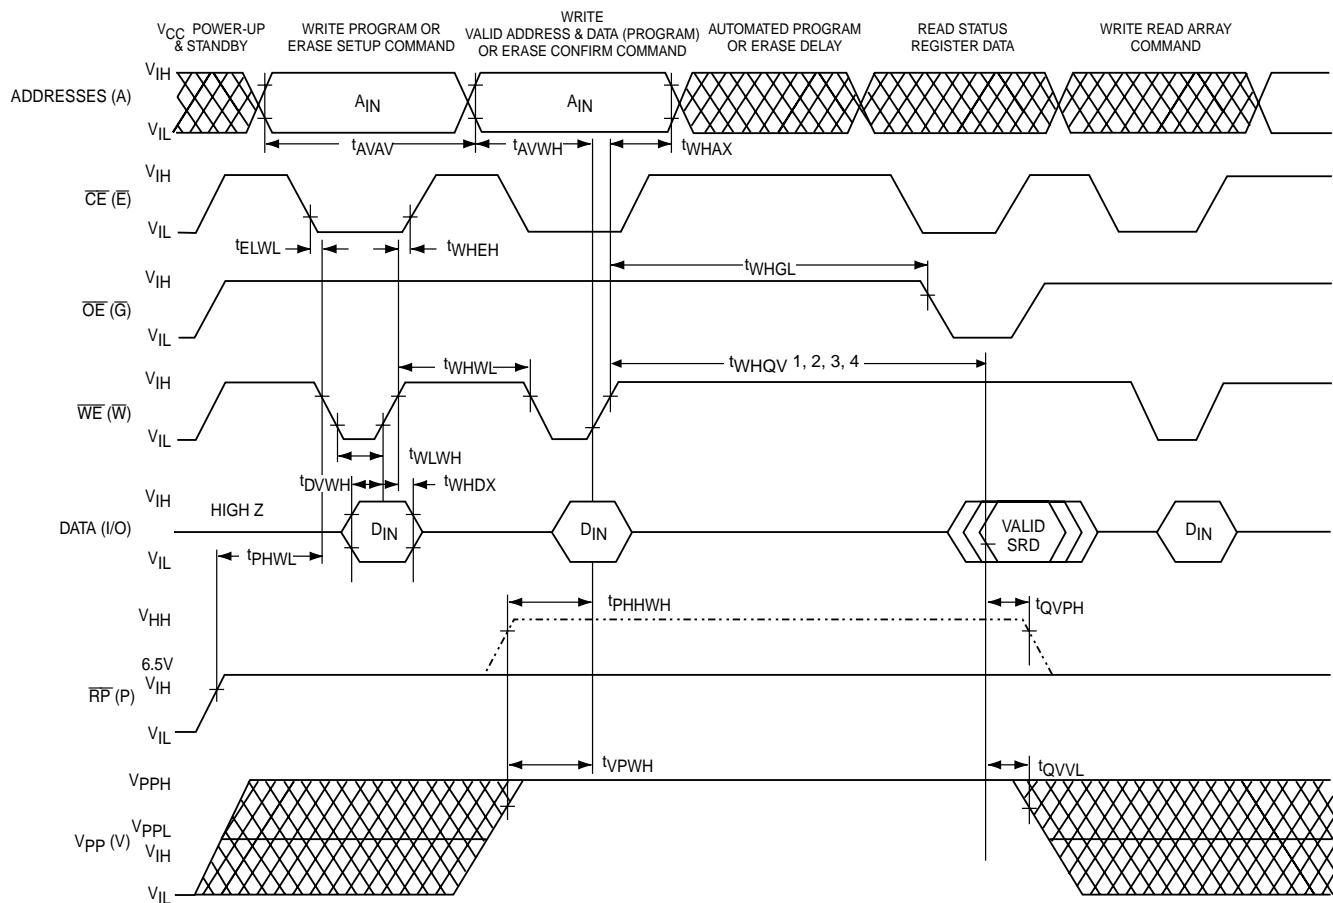 VCC POWER-UP
& STANDBY
WRITE PROGRAM OR
ERASE SETUP COMMAND
WRITE
VALID ADDRESS & DATA (PROGRAM)
OR ERASE CONFIRM COMMAND
AUTOMATED PROGRAM
OR ERASE DELAY
READ STATUS
REGISTER DATA
WRITE READ ARRAY
COMMAND
VIH
ADDRESSES (A)
AIN
AIN
VIL
tAVAV
tAVWH
tWHAX
VIH
C̅E̅ (E̅)
VIL
tELWL
tWHEH
tWHGL
VIH
O̅E̅ (G̅)
VIL
tWHQV 1, 2, 3, 4
tWHWL
VIH
W̅E̅ (W̅)
VIL
tWLWH
tDVWH
tWHDX
VIH
HIGH Z
DATA (I/O)
DIN
DIN
VALID
SRD
DIN
VIL
tPHWL
tPHHWH
tQVPH
VHH
6.5V
VIH
R̅P̅ (P)
VIL
tVPWH
tQVVL
VPPH
VPPL
VPP (V)
VIH
VIL